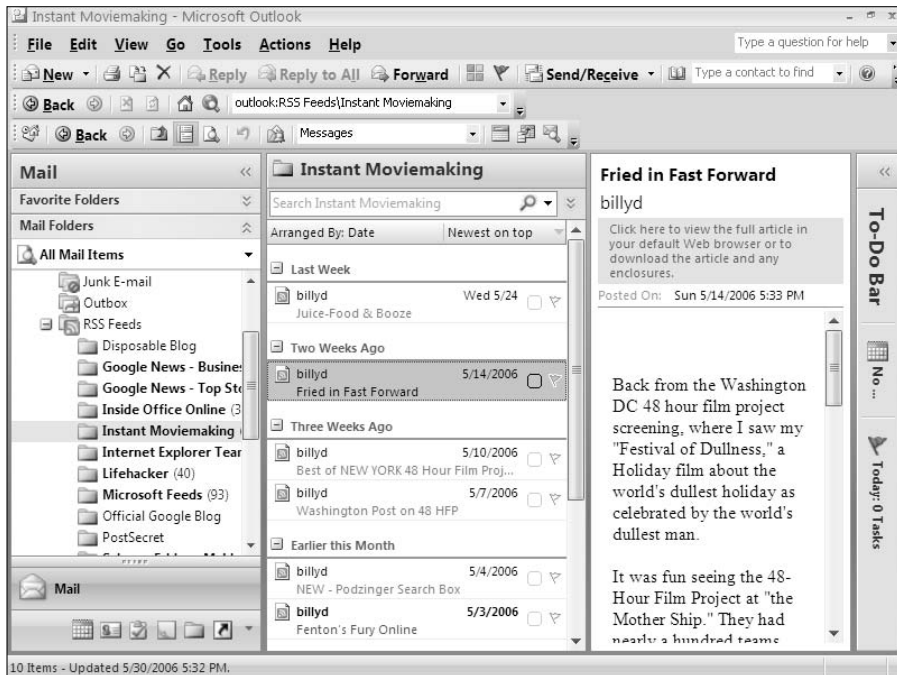 Instant Moviemaking - Microsoft Outlook
File Edit View Go Tools Actions Help
Type a question for help
New Reply Reply to All Forward Send/Receive Type a contact to find
Back outlook:RSS Feeds\Instant Moviemaking
Back Messages
Mail
Favorite Folders
Mail Folders
All Mail Items
Junk E-mail
Outbox
RSS Feeds
Disposable Blog
Google News - Busine
Google News - Top Sto
Inside Office Online (3
Instant Moviemaking (
Internet Explorer Tear
Lifehacker (40)
Microsoft Feeds (93)
Official Google Blog
PostSecret
Mail
Instant Moviemaking
Search Instant Moviemaking
Arranged By: Date Newest on top
Last Week
billyd Wed 5/24
Juice-Food & Booze
Two Weeks Ago
billyd 5/14/2006
Fried in Fast Forward
Three Weeks Ago
billyd 5/10/2006
Best of NEW YORK 48 Hour Film Proj...
billyd 5/7/2006
Washington Post on 48 HFP
Earlier this Month
billyd 5/4/2006
NEW - Podzinger Search Box
billyd 5/3/2006
Fenton's Fury Online
Fried in Fast Forward
billyd
Click here to view the full article in
your default Web browser or to
download the article and any
enclosures.
Posted On: Sun 5/14/2006 5:33 PM
Back from the Washington
DC 48 hour film project
screening, where I saw my
"Festival of Dullness," a
Holiday film about the
world's dullest holiday as
celebrated by the world's
dullest man.
It was fun seeing the 48-
Hour Film Project at "the
Mother Ship." They had
nearly a hundred teams
To-Do Bar
No ...
Today: 0 Tasks
10 Items - Updated 5/30/2006 5:32 PM.